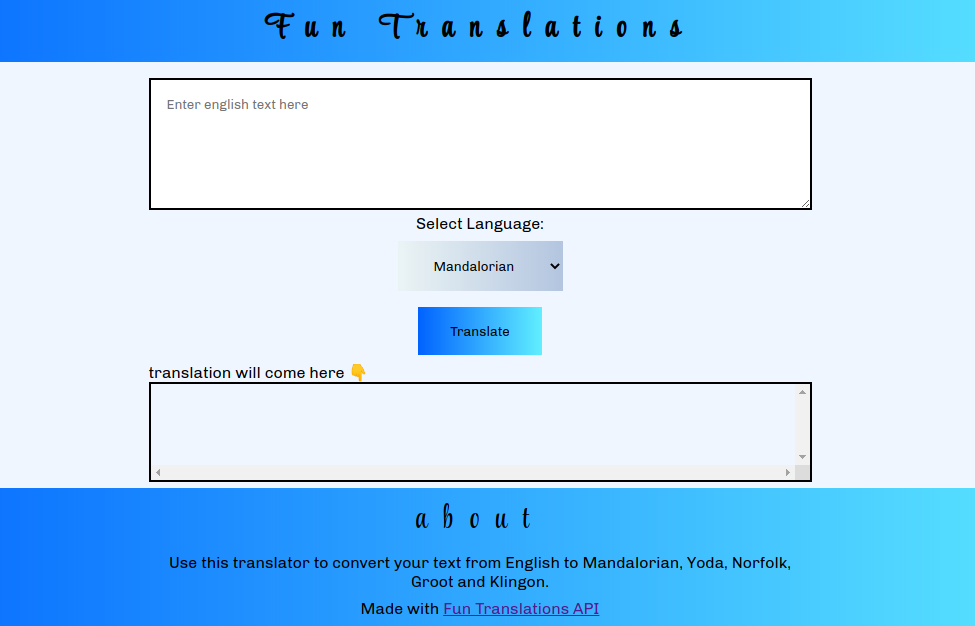 Fun Translations
Enter english text here
Select Language:
Mandalorian
Translate
translation will come here 👇
about
Use this translator to convert your text from English to Mandalorian, Yoda, Norfolk,
Groot and Klingon.
Made with Fun Translations API